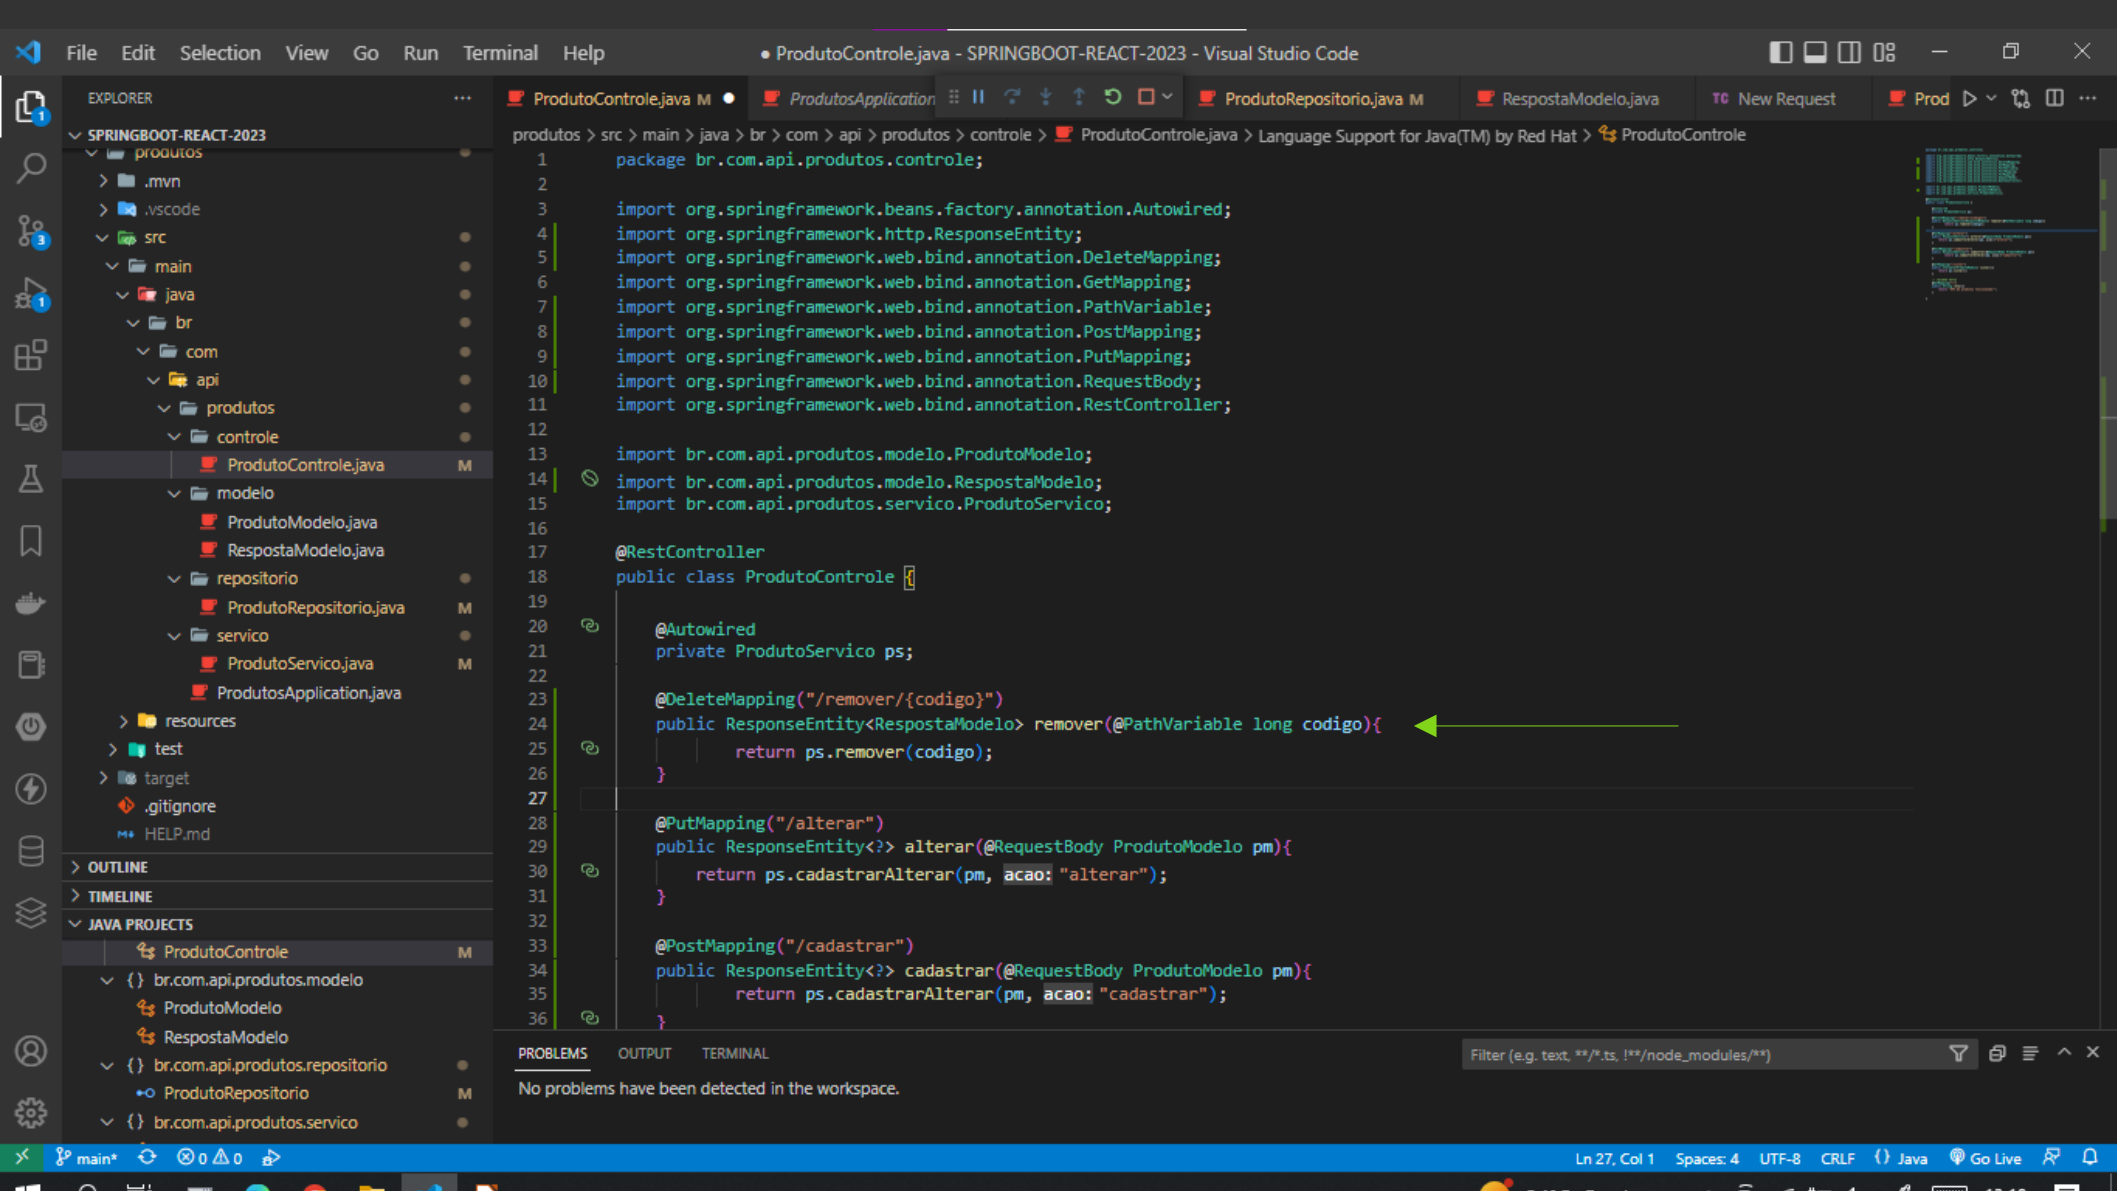 File Edit Selection View Go Run Terminal Help
● ProdutoControle.java - SPRINGBOOT-REACT-2023 - Visual Studio Code
EXPLORER ...
ProdutoControle.java M ●
ProdutosApplication
ProdutoRepositorio.java M
RespostaModelo.java
TC New Request
Prod
SPRINGBOOT-REACT-2023
produtos
.mvn
.vscode
src
main
java
br
com
api
produtos
controle
ProdutoControle.java M
modelo
ProdutoModelo.java
RespostaModelo.java
repositorio
ProdutoRepositorio.java M
servico
ProdutoServico.java M
ProdutosApplication.java
resources
test
target
.gitignore
HELP.md
OUTLINE
TIMELINE
JAVA PROJECTS
ProdutoControle M
{} br.com.api.produtos.modelo
ProdutoModelo
RespostaModelo
{} br.com.api.produtos.repositorio
ProdutoRepositorio M
{} br.com.api.produtos.servico
1
3
1
produtos > src > main > java > br > com > api > produtos > controle > ProdutoControle.java > Language Support for Java(TM) by Red Hat > ProdutoControle
1 package br.com.api.produtos.controle;
2
3 import org.springframework.beans.factory.annotation.Autowired;
4 import org.springframework.http.ResponseEntity;
5 import org.springframework.web.bind.annotation.DeleteMapping;
6 import org.springframework.web.bind.annotation.GetMapping;
7 import org.springframework.web.bind.annotation.PathVariable;
8 import org.springframework.web.bind.annotation.PostMapping;
9 import org.springframework.web.bind.annotation.PutMapping;
10 import org.springframework.web.bind.annotation.RequestBody;
11 import org.springframework.web.bind.annotation.RestController;
12
13 import br.com.api.produtos.modelo.ProdutoModelo;
14 import br.com.api.produtos.modelo.RespostaModelo;
15 import br.com.api.produtos.servico.ProdutoServico;
16
17 @RestController
18 public class ProdutoControle {
19
20 @Autowired
21 private ProdutoServico ps;
22
23 @DeleteMapping("/remover/{codigo}")
24 public ResponseEntity<RespostaModelo> remover(@PathVariable long codigo){
25 return ps.remover(codigo);
26 }
27
28 @PutMapping("/alterar")
29 public ResponseEntity<?> alterar(@RequestBody ProdutoModelo pm){
30 return ps.cadastrarAlterar(pm, acao: "alterar");
31 }
32
33 @PostMapping("/cadastrar")
34 public ResponseEntity<?> cadastrar(@RequestBody ProdutoModelo pm){
35 return ps.cadastrarAlterar(pm, acao: "cadastrar");
36 }
PROBLEMS OUTPUT TERMINAL
Filter (e.g. text, **/*.ts, !**/node_modules/**)
No problems have been detected in the workspace.
main* 0 0
Ln 27, Col 1 Spaces: 4 UTF-8 CRLF {} Java Go Live